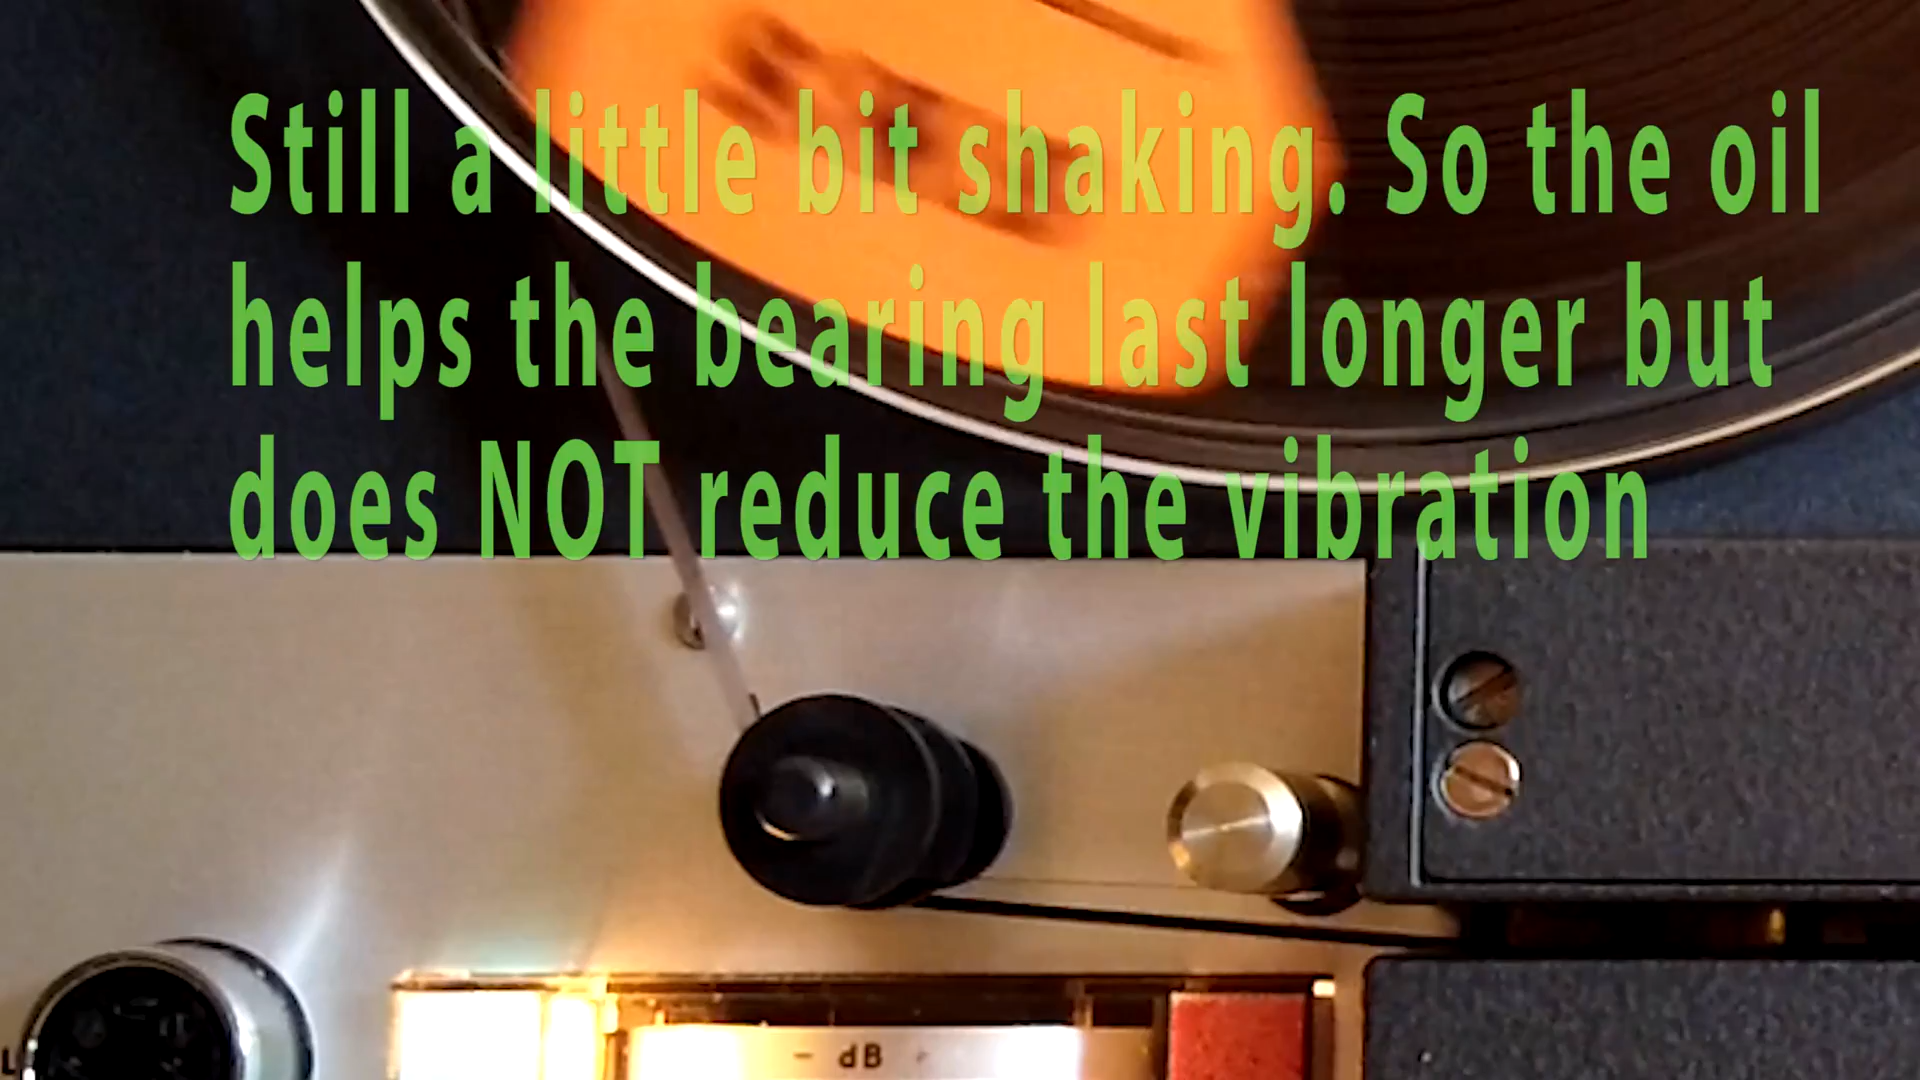 Still a little bit shaking. So the oil
helps the bearing last longer but
does NOT reduce the vibration
L
- dB